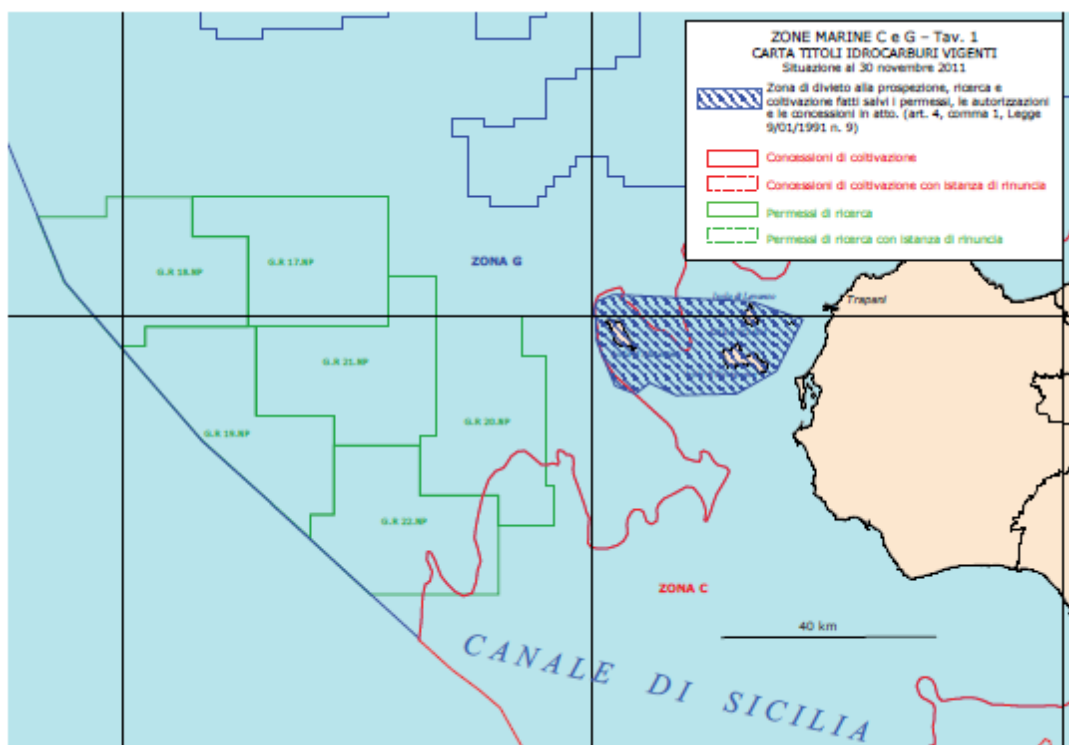 ZONE MARINE C e G – Tav. 1
CARTA TITOLI IDROCARBURI VIGENTI
Situazione al 30 novembre 2011
Zona di divieto alla prospezione, ricerca e
coltivazione fatti salvi i permessi, le autorizzazioni
e le concessioni in atto. (art. 4, comma 1, Legge
9/01/1991 n. 9)
Concessioni di coltivazione
Concessioni di coltivazione con istanza di rinuncia
Permessi di ricerca
Permessi di ricerca con istanza di rinuncia
ZONA G
G.R 18.NP
G.R 17.NP
Trapani
G.R 21.NP
G.R 19.NP
G.R 20.NP
G.R 22.NP
ZONA C
40 km
CANALE DI SICILIA